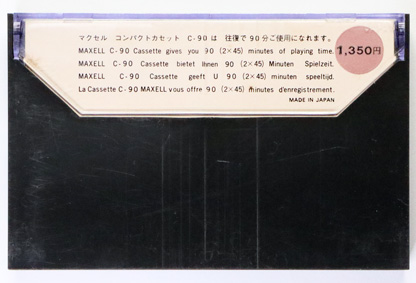 マクセル コンパクトカセット C-90は 往復で90分ご使用になれます。
MAXELL C-90 Cassette gives you 90 (2×45) minutes of playing time.
MAXELL C-90 Cassette bietet Ihnen 90 (2×45) Minuten Spielzeit.
MAXELL C-90 Cassette geeft U 90 (2×45) minuten speeltijd.
La Cassette C-90 MAXELL vous offre 90 (2×45) minutes d'enregistrement.
MADE IN JAPAN
1,350円